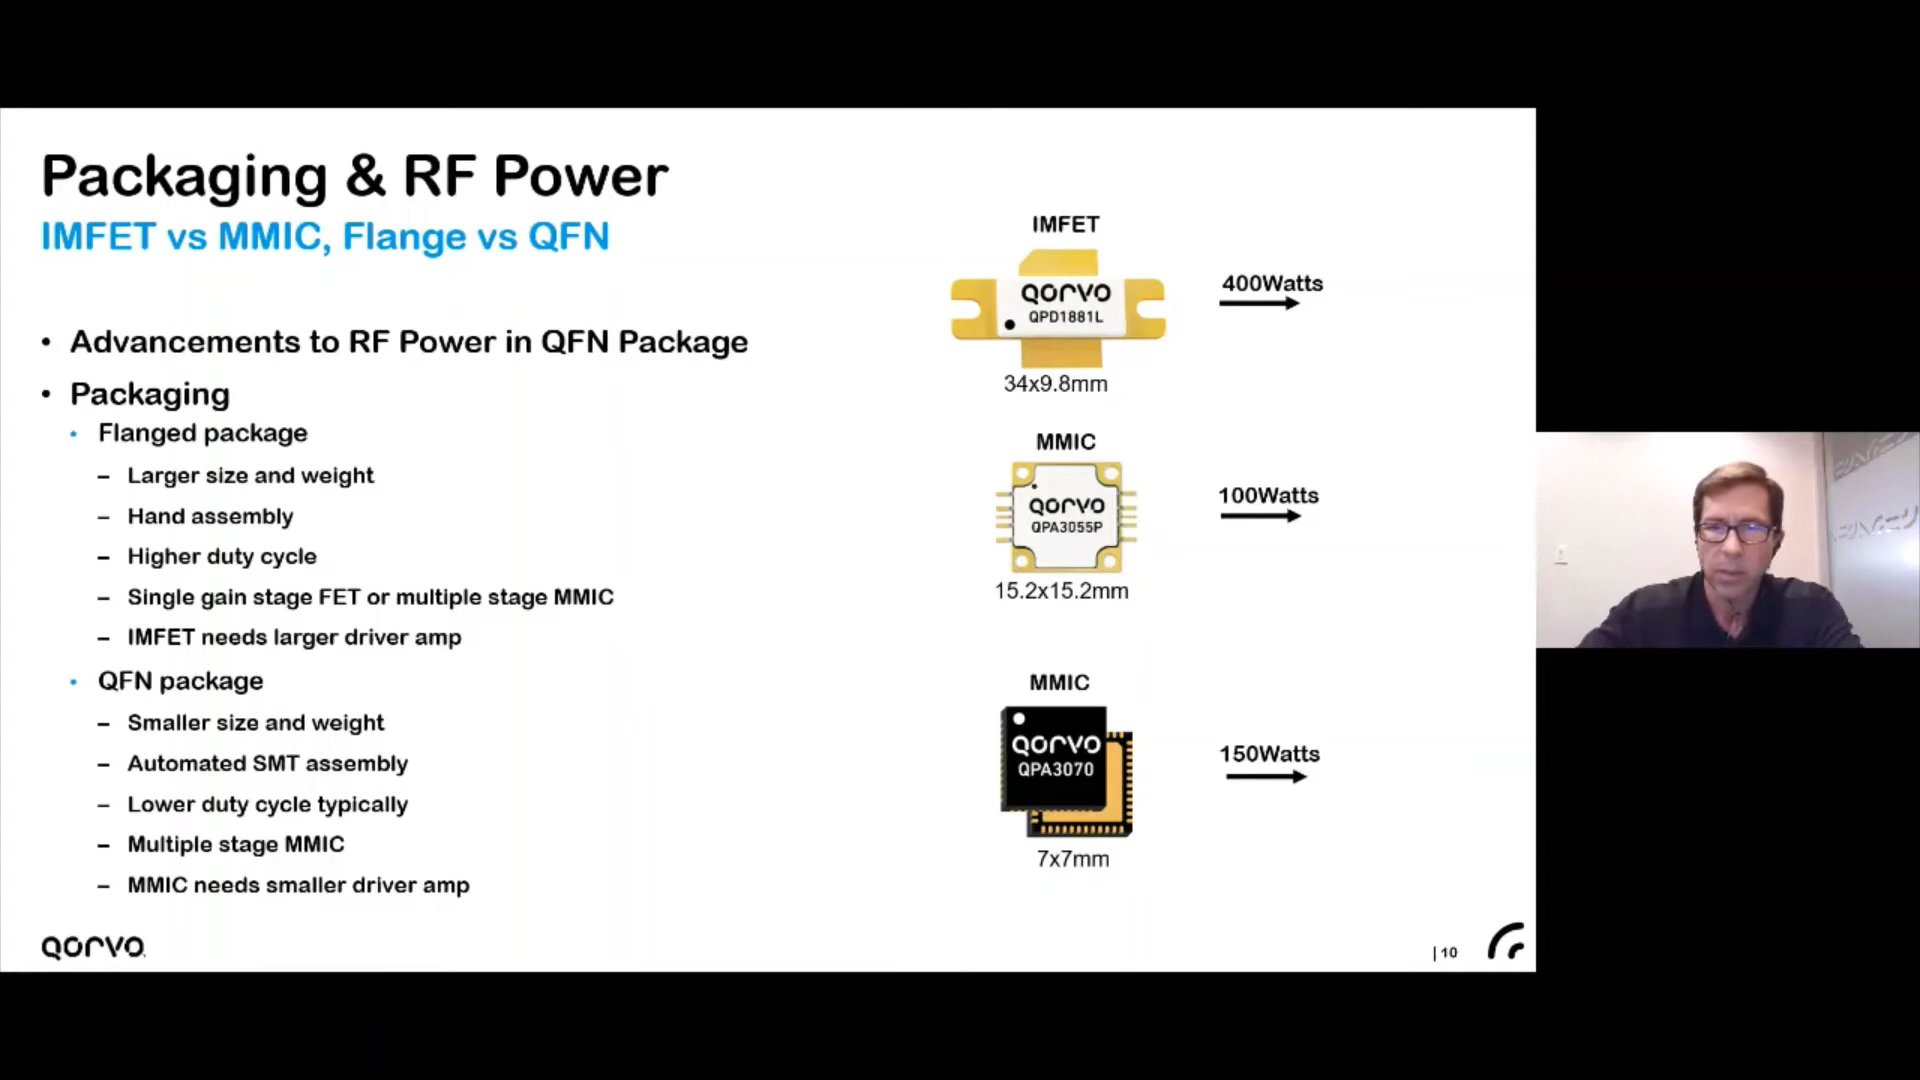 Packaging & RF Power
IMFET vs MMIC, Flange vs QFN
• Advancements to RF Power in QFN Package
• Packaging
• Flanged package
– Larger size and weight
– Hand assembly
– Higher duty cycle
– Single gain stage FET or multiple stage MMIC
– IMFET needs larger driver amp
• QFN package
– Smaller size and weight
– Automated SMT assembly
– Lower duty cycle typically
– Multiple stage MMIC
– MMIC needs smaller driver amp
IMFET
QORVO
QPD1881L
34x9.8mm
400Watts
MMIC
QORVO
QPA3055P
15.2x15.2mm
100Watts
MMIC
QORVO
QPA3070
7x7mm
150Watts
QORVO
| 10